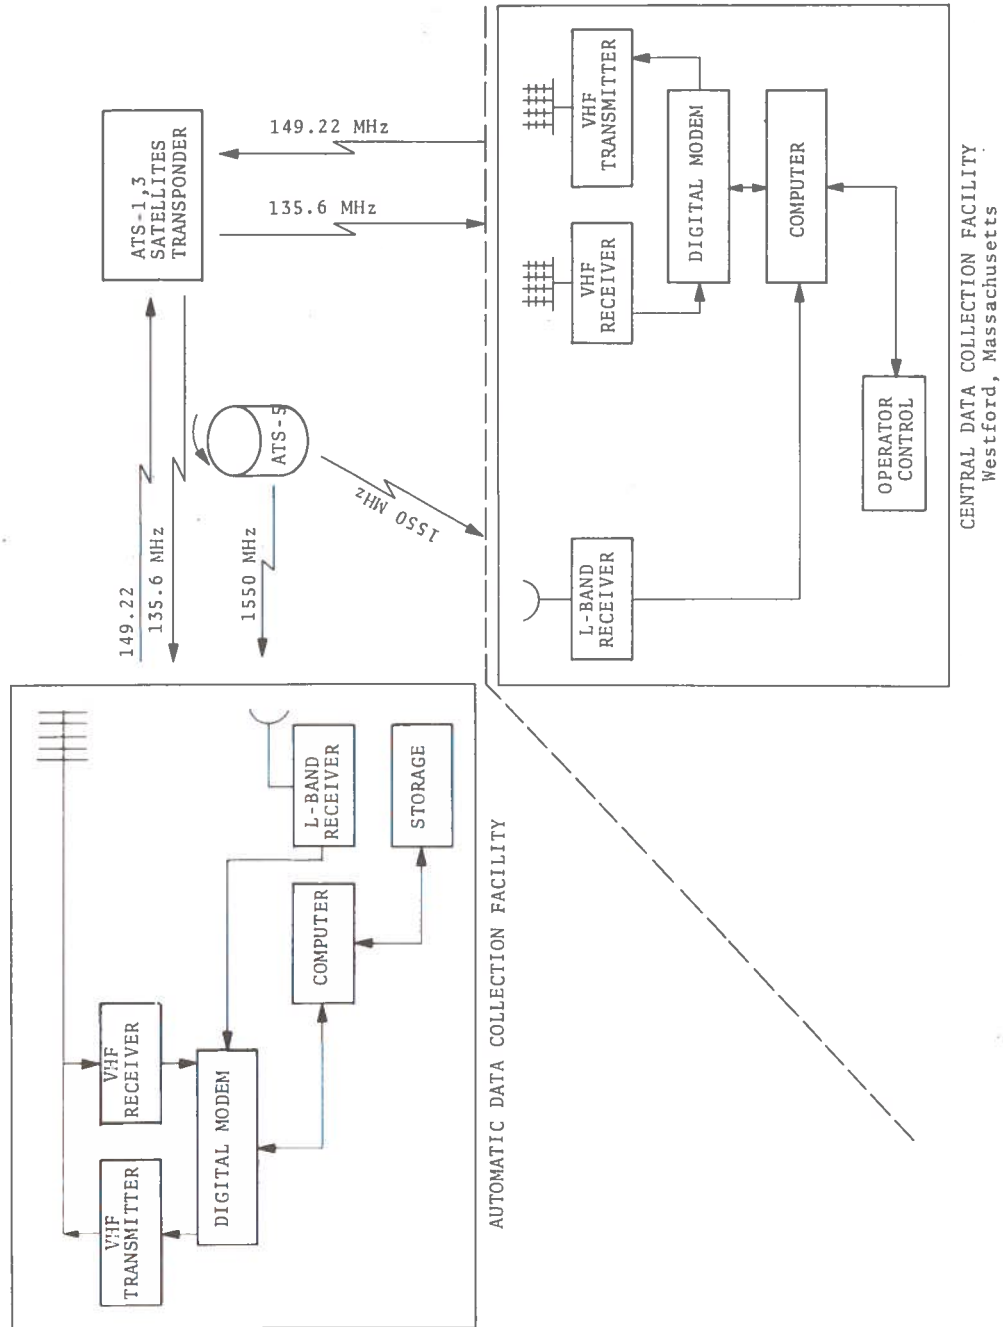 ATS-1,3
SATELLITES
TRANSPONDER
149.22
135.6 MHz
149.22 MHz
135.6 MHz
ATS-5
1550 MHz
1550 MHz
VHF
TRANSMITTER
VHF
RECEIVER
DIGITAL MODEM
L-BAND
RECEIVER
COMPUTER
STORAGE
AUTOMATIC DATA COLLECTION FACILITY
L-BAND
RECEIVER
VHF
RECEIVER
VHF
TRANSMITTER
DIGITAL MODEM
COMPUTER
OPERATOR
CONTROL
CENTRAL DATA COLLECTION FACILITY
Westford, Massachusetts